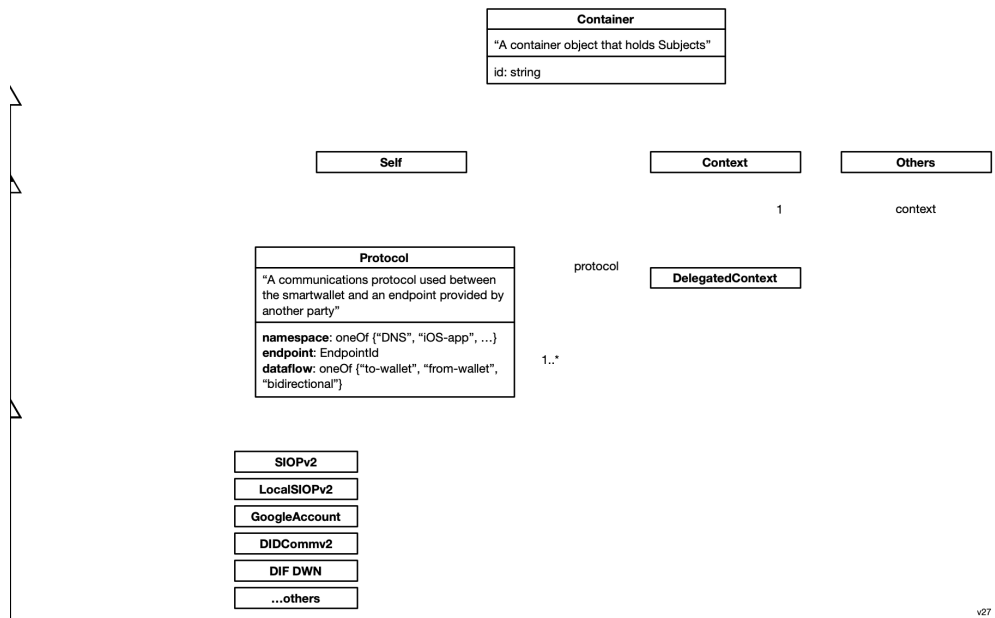 Container
“A container object that holds Subjects”
id: string
Self
Context
Others
1
context
Protocol
“A communications protocol used between
the smartwallet and an endpoint provided by
another party”
namespace: oneOf {“DNS”, “iOS-app”, …}
endpoint: EndpointId
dataflow: oneOf {“to-wallet”, “from-wallet”,
“bidirectional”}
protocol
DelegatedContext
1..*
SIOPv2
LocalSIOPv2
GoogleAccount
DIDCommv2
DIF DWN
…others
v27